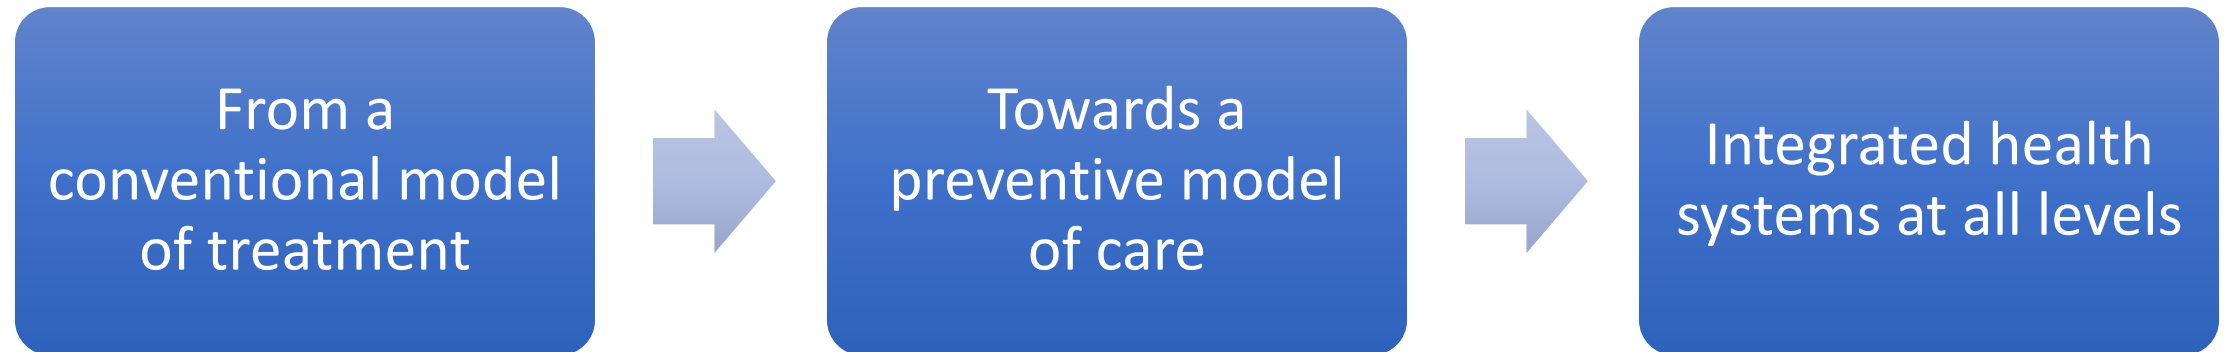 From a
conventional model
of treatment
Towards a
preventive model
of care
Integrated health
systems at all levels